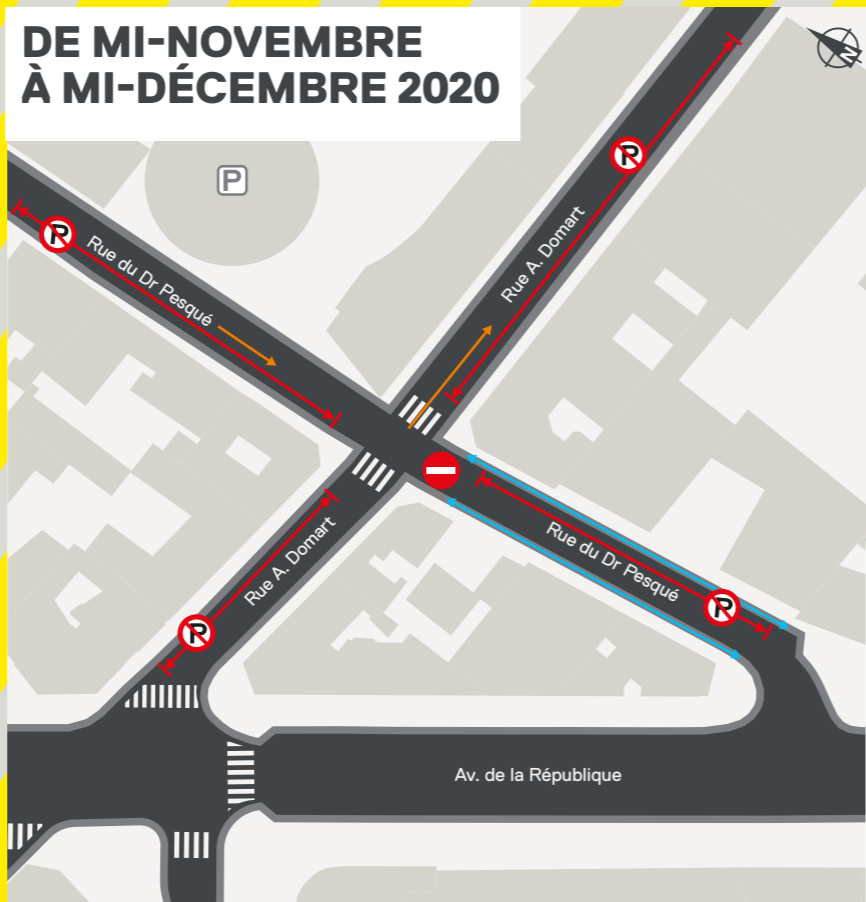 DE MI-NOVEMBRE
À MI-DÉCEMBRE 2020
N
P
P
P
Rue du Dr Pesqué
Rue A. Domart
Rue A. Domart
Rue du Dr Pesqué
P
P
Av. de la République